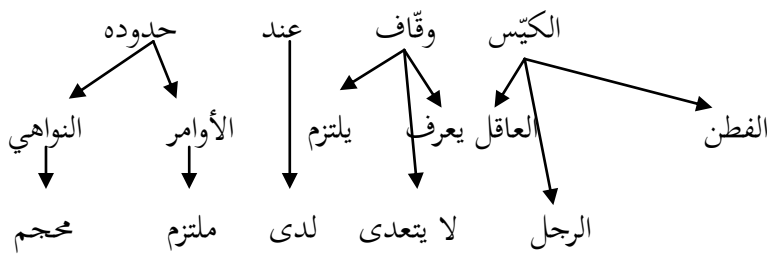 الكيّس وقّاف عند حدوده
الفطن العاقل يعرف يلتزم الأوامر النواهي
الرجل لا يتعدى لدى ملتزم محجم